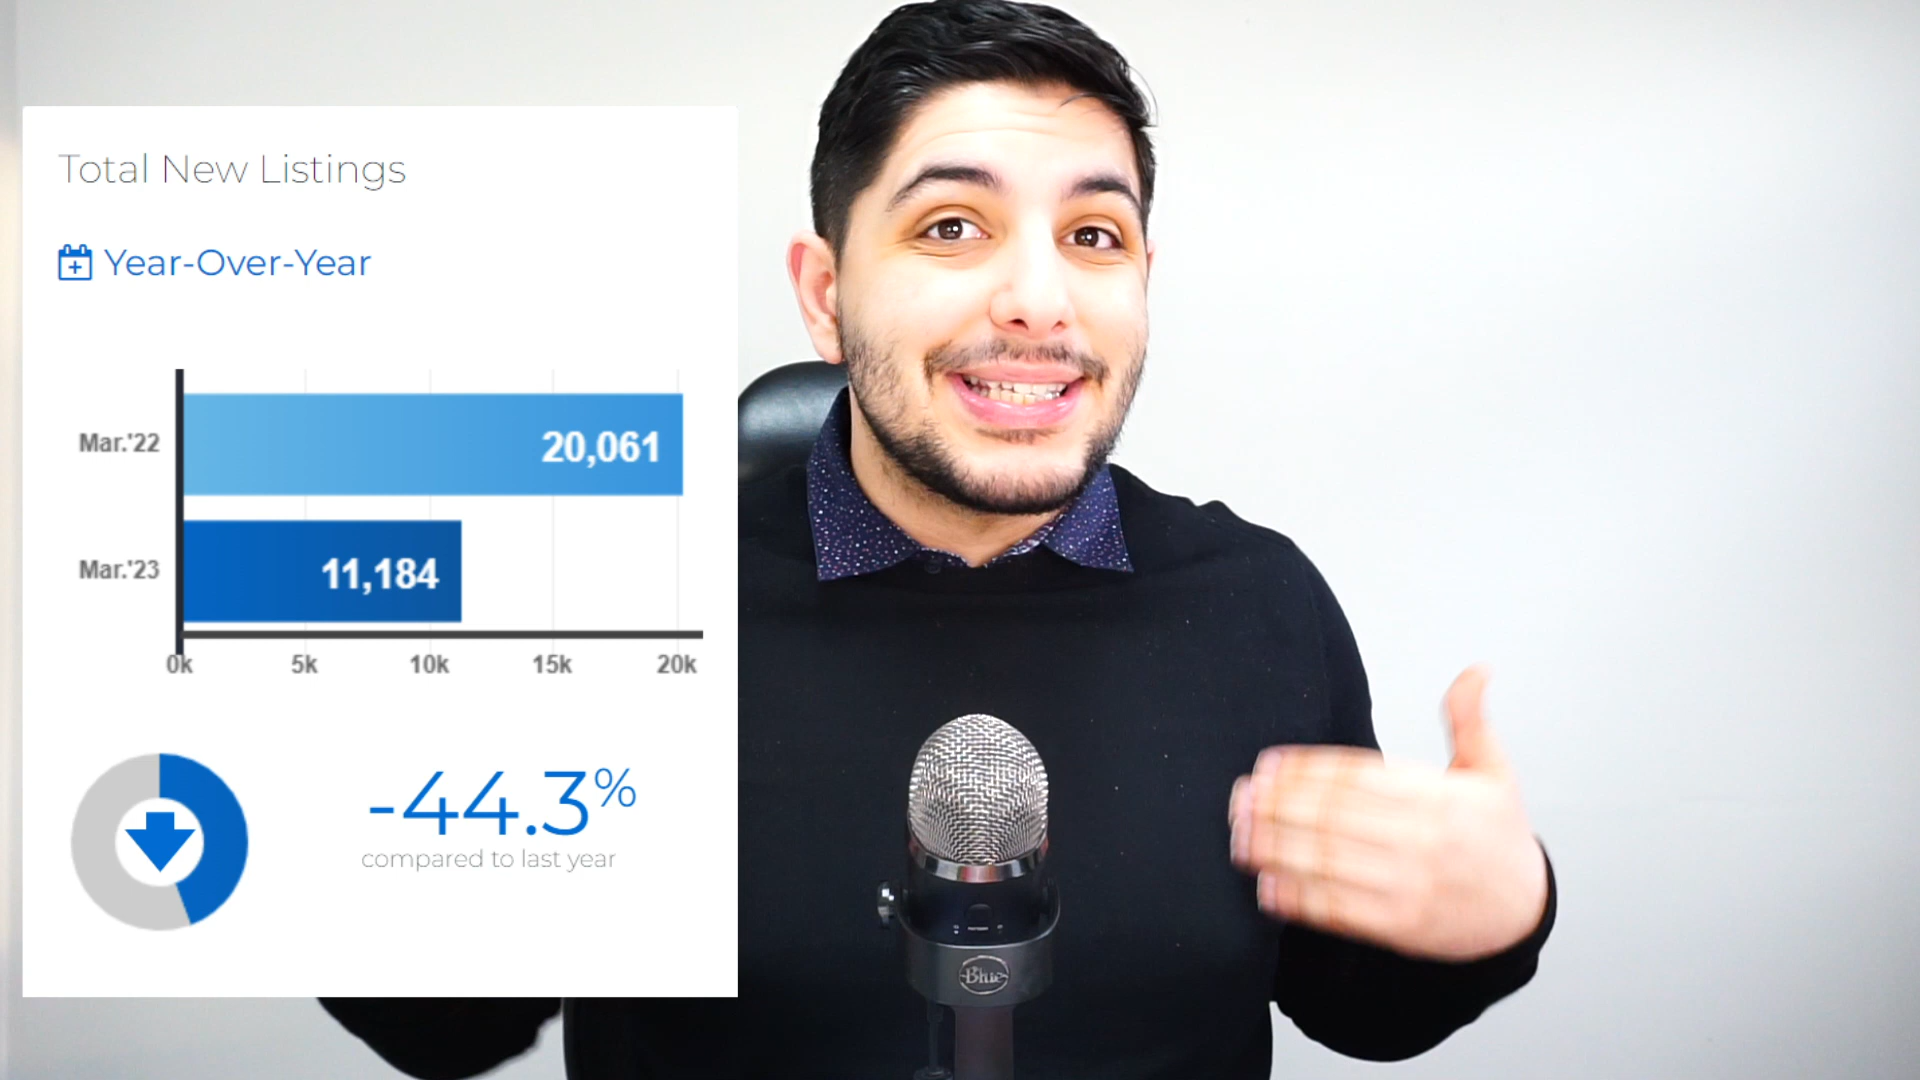 Total New Listings
Year-Over-Year
Mar.'22
20,061
Mar.'23
11,184
0k 5k 10k 15k 20k
-44.3%
compared to last year
Blue